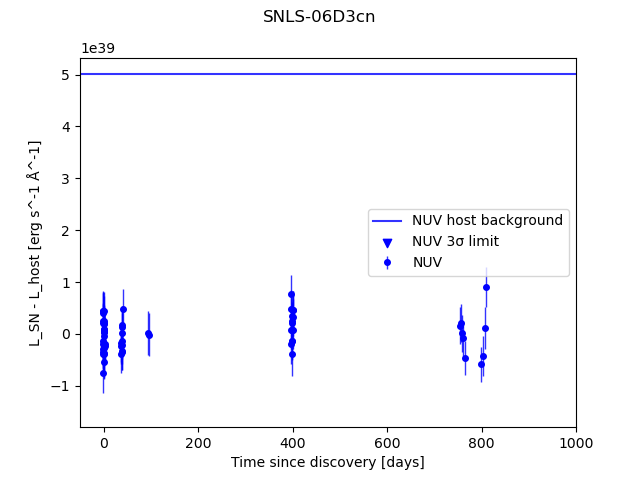 SNLS-06D3cn
1e39
5
4
3
2
1
0
−1
L_SN - L_host [erg s^-1 Å^-1]
NUV host background
NUV 3σ limit
NUV
0 200 400 600 800 1000
Time since discovery [days]